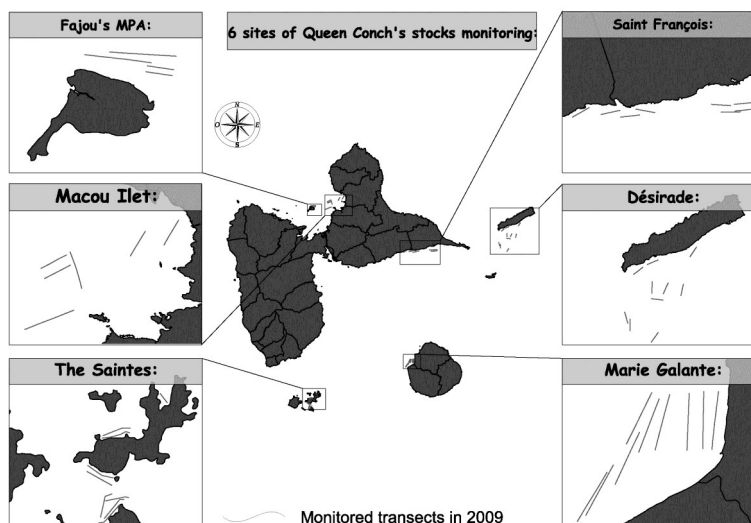 Fajou's MPA:
6 sites of Queen Conch's stocks monitoring:
Saint François:
N
O E
S
Macou Ilet:
Désirade:
The Saintes:
Marie Galante:
Monitored transects in 2009